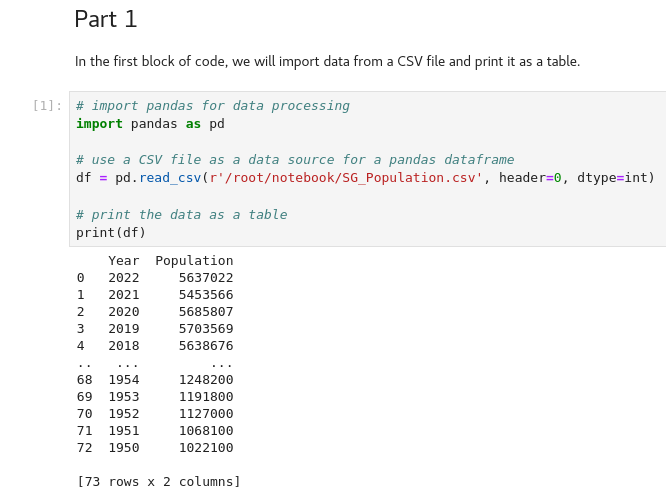 Part 1
In the first block of code, we will import data from a CSV file and print it as a table.
[1]: # import pandas for data processing
import pandas as pd
# use a CSV file as a data source for a pandas dataframe
df = pd.read_csv(r'/root/notebook/SG_Population.csv', header=0, dtype=int)
# print the data as a table
print(df)
Year Population
0 2022 5637022
1 2021 5453566
2 2020 5685807
3 2019 5703569
4 2018 5638676
.. ... ...
68 1954 1248200
69 1953 1191800
70 1952 1127000
71 1951 1068100
72 1950 1022100
[73 rows x 2 columns]